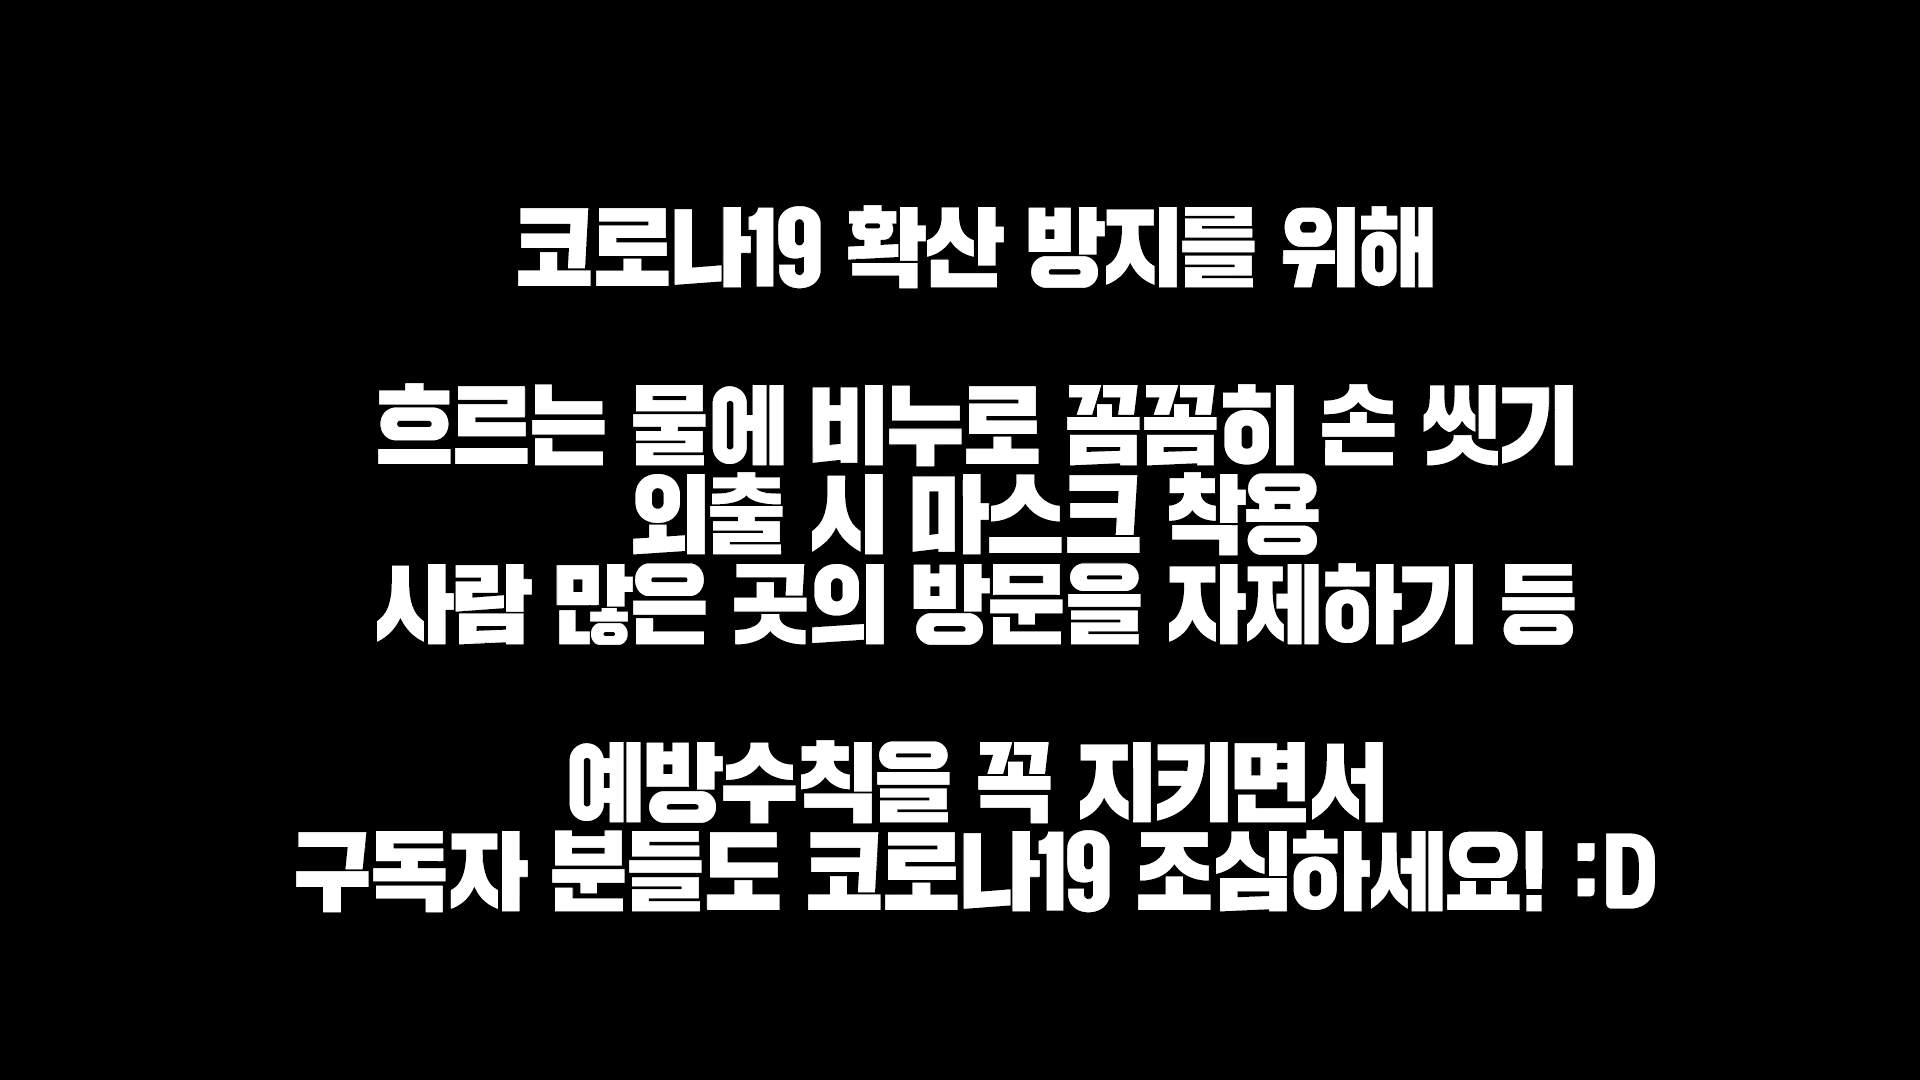 코로나19 확산 방지를 위해
흐르는 물에 비누로 꼼꼼히 손 씻기
외출 시 마스크 착용
사람 많은 곳의 방문을 자제하기 등
예방수칙을 꼭 지키면서
구독자 분들도 코로나19 조심하세요! :D